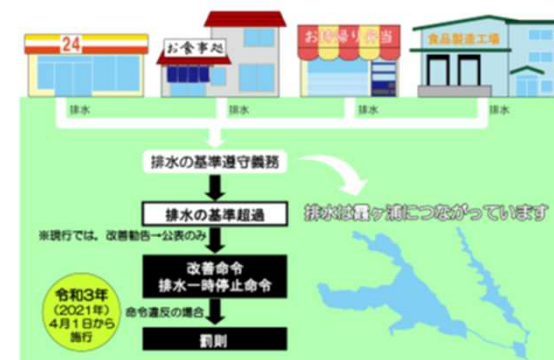 24
お食事処
お持帰り弁当
食品製造工場
排水
排水
排水
排水
排水の基準遵守義務
排水の基準超過
排水は霞ヶ浦につながっています
※現行では、改善勧告→公表のみ
改善命令
排水一時停止命令
令和3年
(2021年)
4月1日から
施行
命令違反の場合
罰則